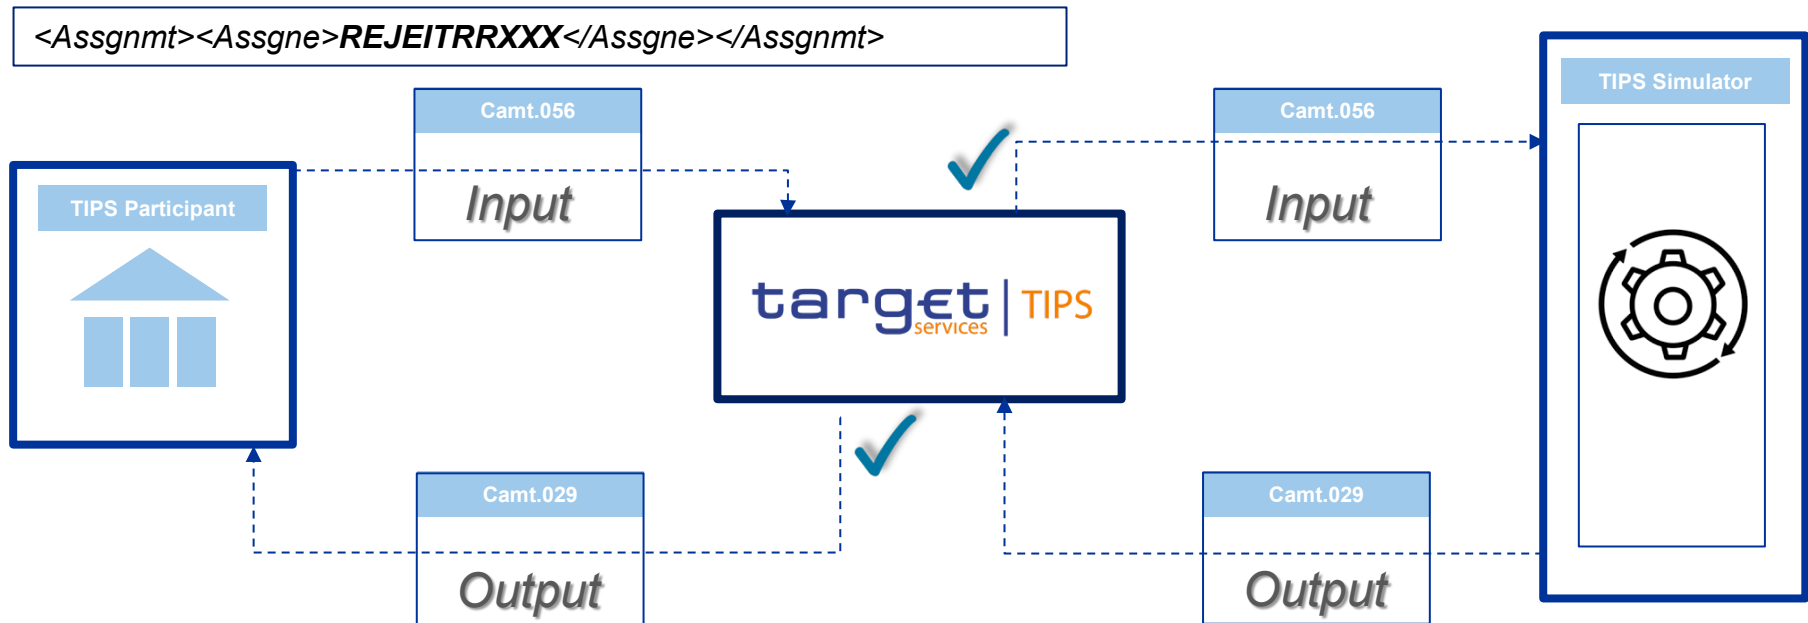 <Assgnmt><Assgne>REJEITRRXXX</Assgne></Assgnmt>
TIPS Simulator
Camt.056
Camt.056
TIPS Participant
Input
Input
target | TIPS
services
Camt.029
Camt.029
Output
Output